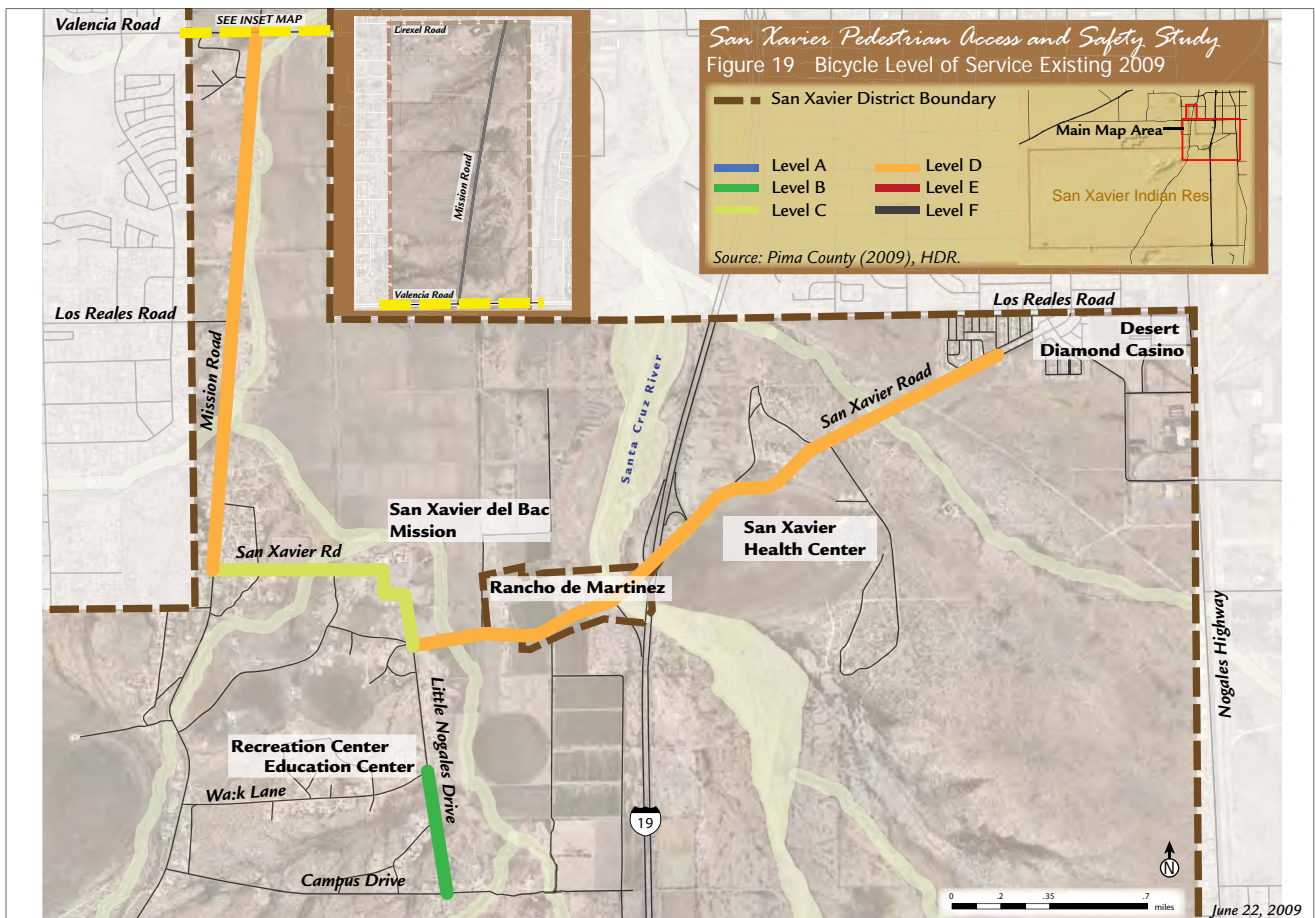 Valencia Road
SEE INSET MAP
Drexel Road
Mission Road
Valencia Road
San Xavier Pedestrian Access and Safety Study
Figure 19 Bicycle Level of Service Existing 2009
San Xavier District Boundary
Level A
Level B
Level C
Level D
Level E
Level F
Source: Pima County (2009), HDR.
Main Map Area
San Xavier Indian Res
Los Reales Road
Los Reales Road
Desert
Diamond Casino
Mission Road
Santa Cruz River
San Xavier Road
San Xavier del Bac
Mission
San Xavier
Health Center
San Xavier Rd
Rancho de Martinez
Nogales Highway
Little Nogales Drive
Recreation Center
Education Center
Wa:k Lane
19
Campus Drive
N
0 .2 .35 .7
miles
June 22, 2009